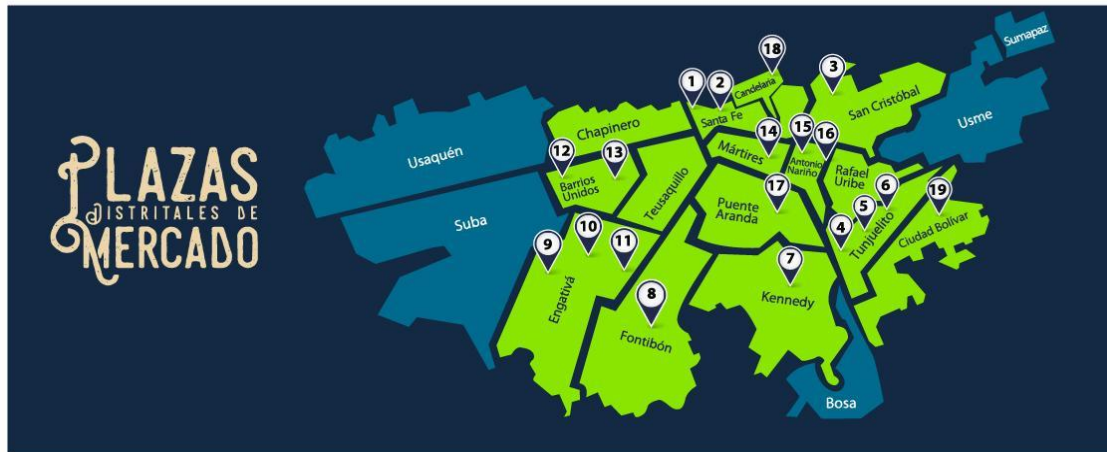 PLAZAS
DISTRITALES DE
MERCADO
Usaquén
Suba
Chapinero
12
13
Barrios
Unidos
Teusaquillo
9
10
11
Engativá
8
Fontibón
1
2
Santa Fe
18
Candelaria
3
San Cristóbal
Sumapaz
Usme
14
Mártires
15
Antonio
Nariño
16
Rafael
Uribe
17
Puente
Aranda
7
Kennedy
4
5
6
Tunjuelito
19
Ciudad Bolívar
Bosa